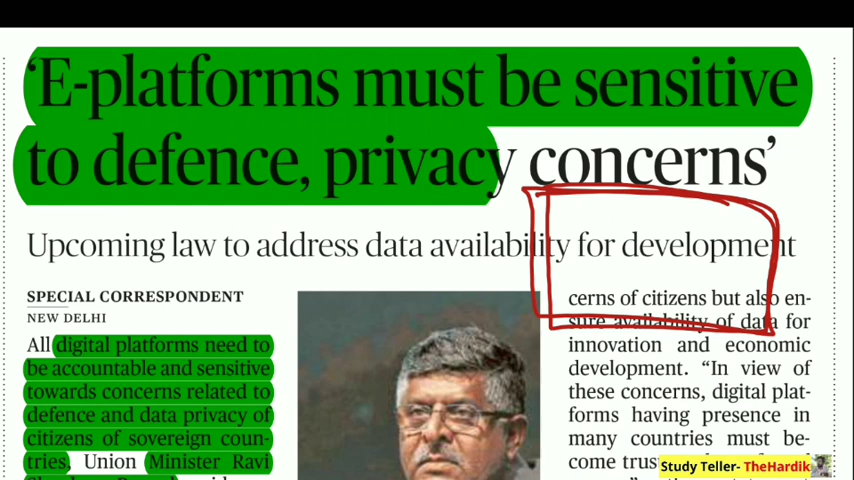 ‘E-platforms must be sensitive
to defence, privacy concerns’
Upcoming law to address data availability for development
SPECIAL CORRESPONDENT
NEW DELHI
All digital platforms need to
be accountable and sensitive
towards concerns related to
defence and data privacy of
citizens of sovereign coun-
tries, Union Minister Ravi
cerns of citizens but also en-
sure availability of data for
innovation and economic
development. “In view of
these concerns, digital plat-
forms having presence in
many countries must be-
come
Study Teller- TheHardik